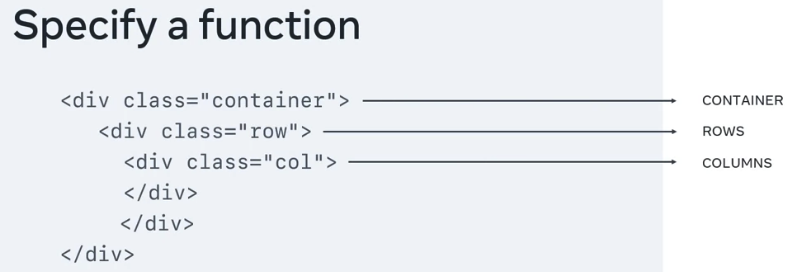 Specify a function
<div class="container"> CONTAINER
<div class="row"> ROWS
<div class="col"> COLUMNS
</div>
</div>
</div>